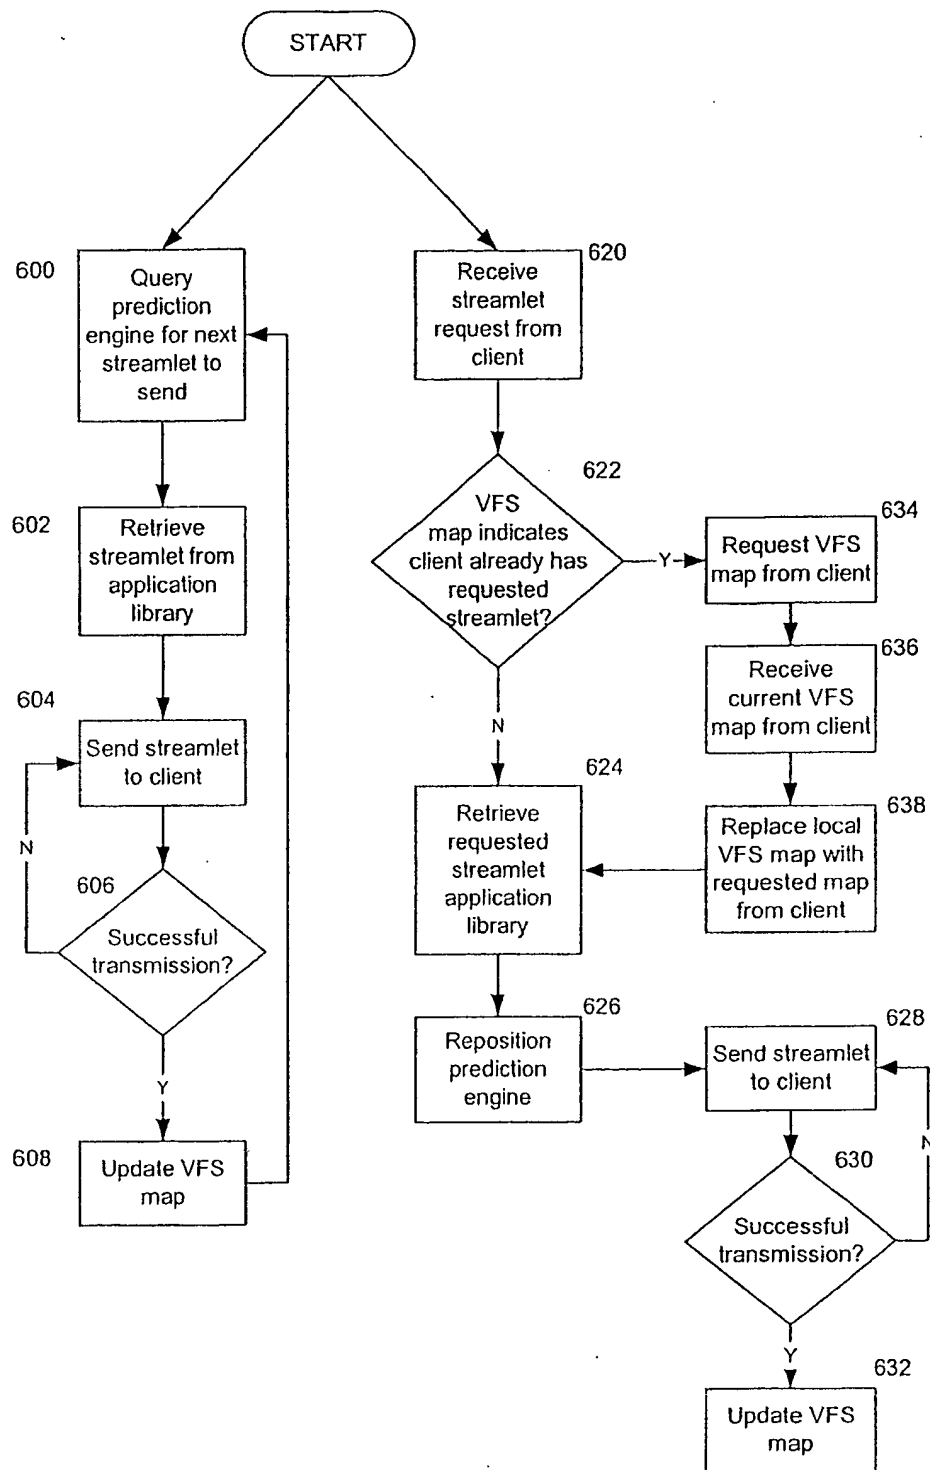 START
600
Query
prediction
engine for next
streamlet to
send
602
Retrieve
streamlet from
application
library
604
Send streamlet
to client
N
606
Successful
transmission?
Y
608
Update VFS
map
620
Receive
streamlet
request from
client
622
VFS
map indicates
client already has
requested
streamlet?
Y
N
634
Request VFS
map from client
636
Receive
current VFS
map from client
638
Replace local
VFS map with
requested map
from client
624
Retrieve
requested
streamlet
application
library
626
Reposition
prediction
engine
628
Send streamlet
to client
N
630
Successful
transmission?
Y
632
Update VFS
map